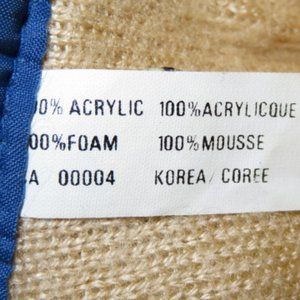 00% ACRYLIC 100% ACRYLICQUE
00% FOAM 100% MOUSSE
A 00004 KOREA / COREE